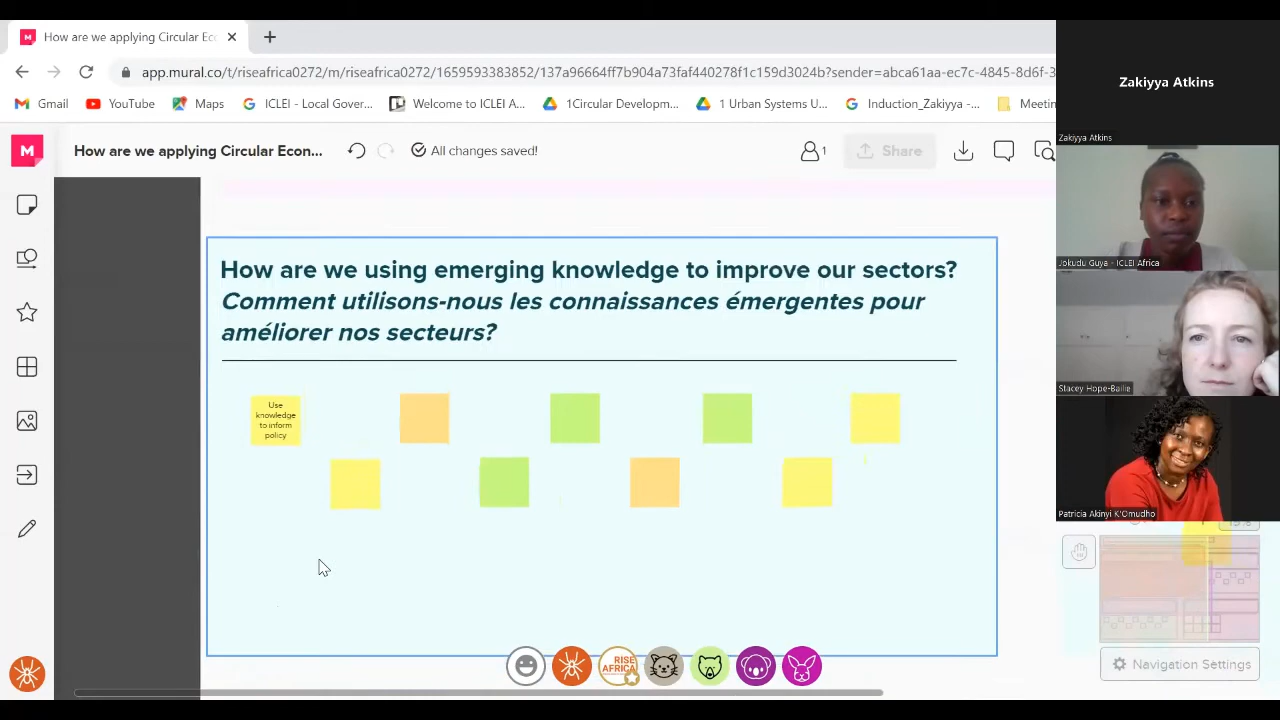 How are we applying Circular Ecc
app.mural.co/t/riseafrica0272/m/riseafrica0272/1659593383852/137a96664ff7b904a73faf440278f1c159d3024b?sender=abca61aa-ec7c-4845-8d6f-3
Gmail
YouTube
Maps
ICLEI - Local Gover...
Welcome to ICLEI A...
1Circular Developm...
1 Urban Systems U...
Induction_Zakiyya -...
Meetin
M
How are we applying Circular Econ...
All changes saved!
1
Share
Zakiyya Atkins
Zakiyya Atkins
Jokudu Guya - ICLEI Africa
Stacey Hope-Bailie
Patricia Akinyi K'Omudho
How are we using emerging knowledge to improve our sectors?
Comment utilisons-nous les connaissances émergentes pour
améliorer nos secteurs?
Use
knowledge
to inform
policy
RISE
AFRICA
Navigation Settings